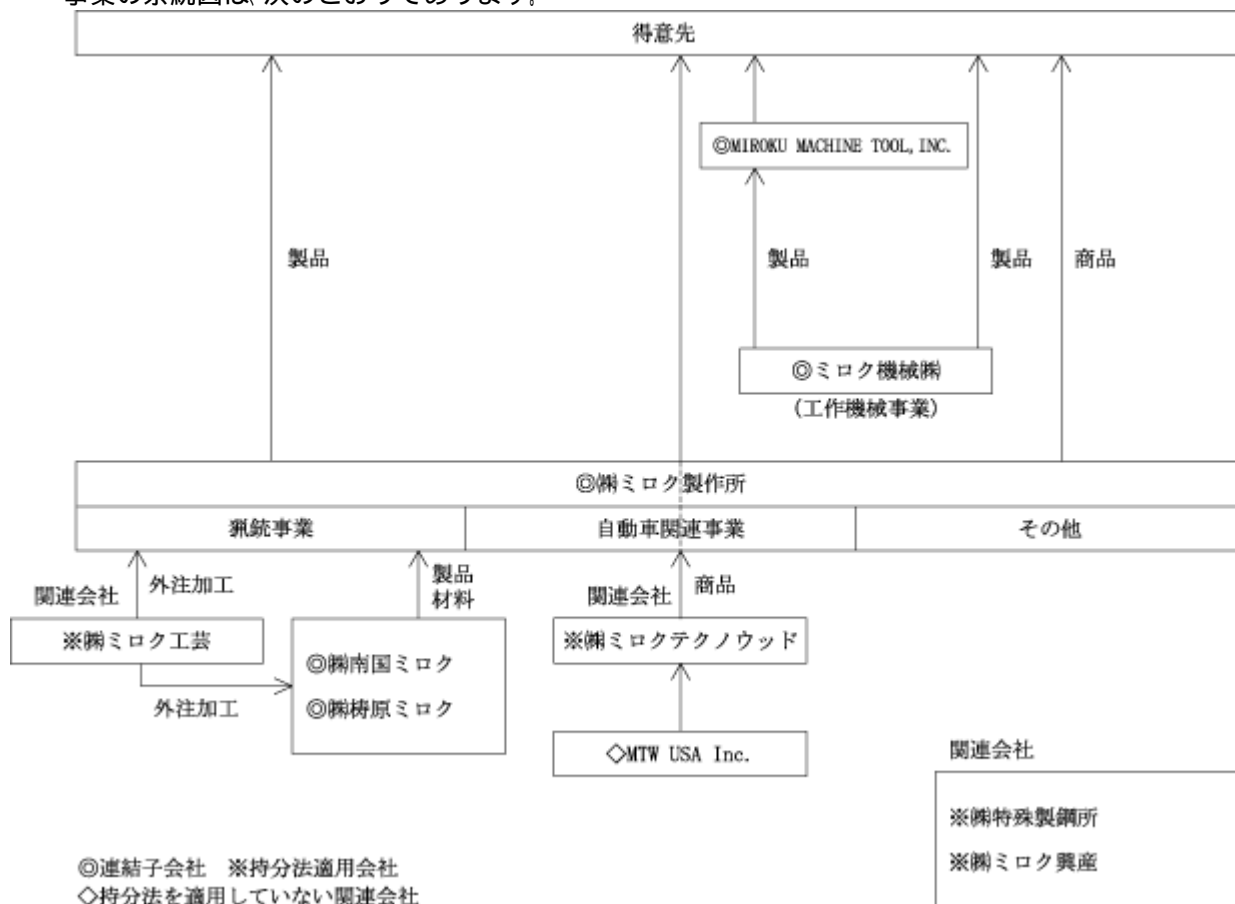 事業の系統図は、次のとおりであります。
得意先
◎MIROKU MACHINE TOOL,INC.
製品
製品
製品
商品
◎ミロク機械㈱
(工作機械事業)
◎㈱ミロク製作所
猟銃事業
自動車関連事業
その他
関連会社
外注加工
製品
材料
関連会社
商品
※㈱ミロク工芸
◎㈱南国ミロク
◎㈱梼原ミロク
※㈱ミロクテクノウッド
外注加工
◇MTW USA Inc.
関連会社
※㈱特殊製鋼所
※㈱ミロク興産
◎連結子会社　※持分法適用会社
◇持分法を適用していない関連会社